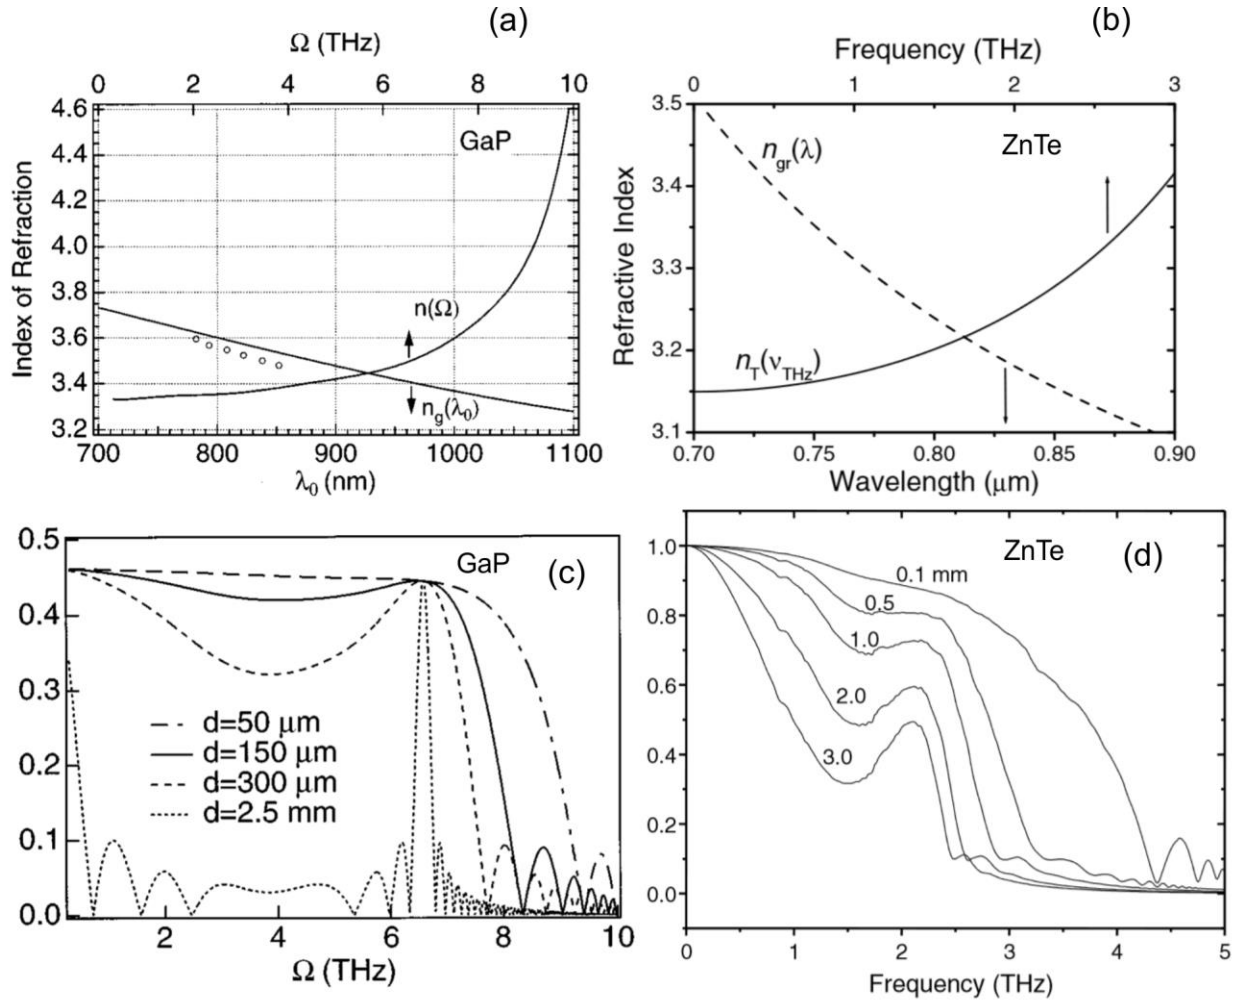 (a)
Ω (THz)
0 2 4 6 8 10
4.6
4.4
4.2
4.0
3.8
3.6
3.4
3.2
Index of Refraction
GaP
n(Ω)
n_g(λ₀)
700 800 900 1000 1100
λ₀ (nm)
(b)
Frequency (THz)
0 1 2 3
3.5
3.4
3.3
3.2
3.1
Refractive Index
n_gr(λ)
ZnTe
n_T(ν_THz)
0.70 0.75 0.80 0.85 0.90
Wavelength (μm)
0.5
0.4
0.3
0.2
0.1
0.0
GaP
(c)
d=50 μm
d=150 μm
d=300 μm
d=2.5 mm
2 4 6 8 10
Ω (THz)
ZnTe
(d)
1.0
0.8
0.6
0.4
0.2
0.0
0.1 mm
0.5
1.0
2.0
3.0
0 1 2 3 4 5
Frequency (THz)